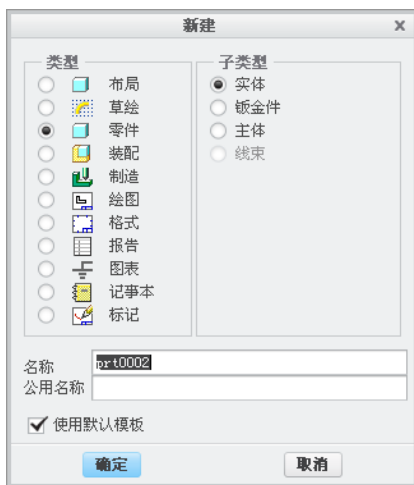 新建
类型
布局
草绘
零件
装配
制造
绘图
格式
报告
图表
记事本
标记
子类型
实体
钣金件
主体
线束
名称 prt0002
公用名称
使用默认模板
确定 取消